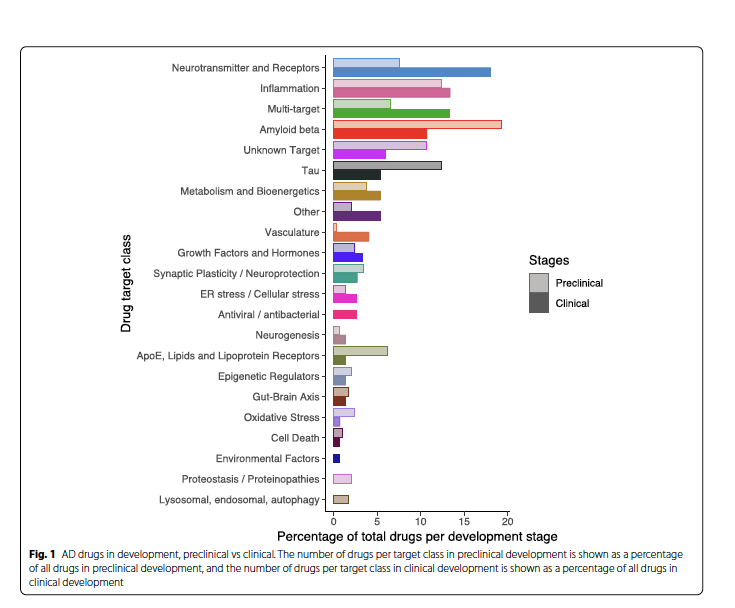 Neurotransmitter and Receptors
Inflammation
Multi-target
Amyloid beta
Unknown Target
Tau
Metabolism and Bioenergetics
Other
Vasculature
Growth Factors and Hormones
Synaptic Plasticity / Neuroprotection
ER stress / Cellular stress
Antiviral / antibacterial
Neurogenesis
ApoE, Lipids and Lipoprotein Receptors
Epigenetic Regulators
Gut-Brain Axis
Oxidative Stress
Cell Death
Environmental Factors
Proteostasis / Proteinopathies
Lysosomal, endosomal, autophagy
Drug target class
Stages
Preclinical
Clinical
0 5 10 15 20
Percentage of total drugs per development stage
Fig. 1 AD drugs in development, preclinical vs clinical. The number of drugs per target class in preclinical development is shown as a percentage
of all drugs in preclinical development, and the number of drugs per target class in clinical development is shown as a percentage of all drugs in
clinical development